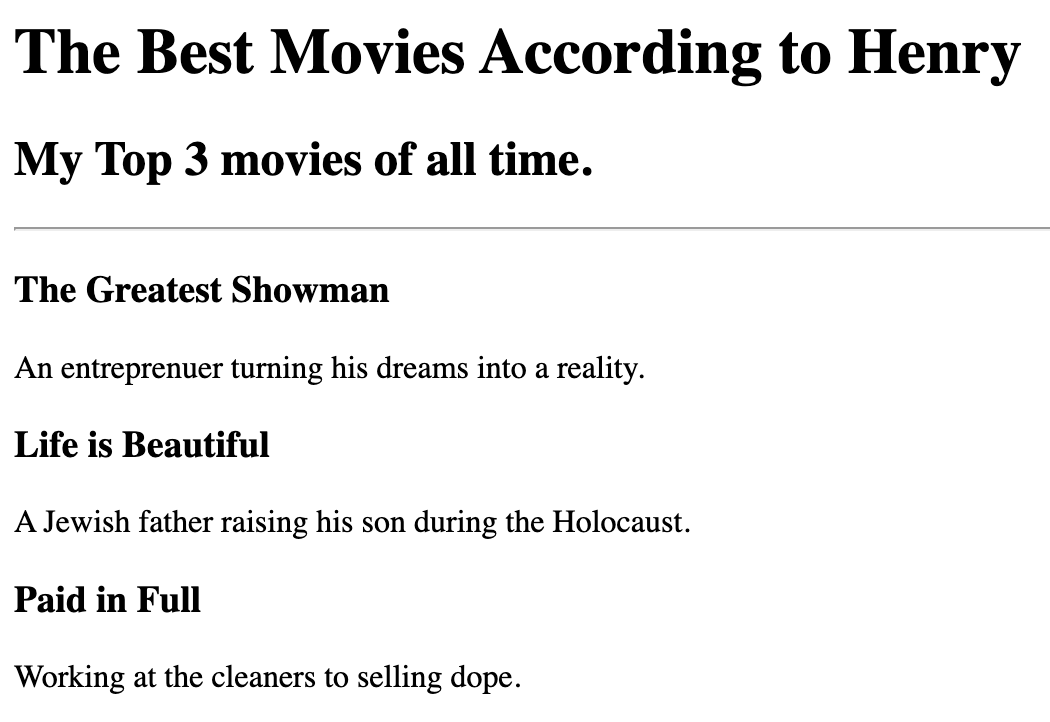 The Best Movies According to Henry
My Top 3 movies of all time.
The Greatest Showman
An entreprenuer turning his dreams into a reality.
Life is Beautiful
A Jewish father raising his son during the Holocaust.
Paid in Full
Working at the cleaners to selling dope.